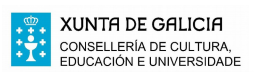 XUNTA DE GALICIA
CONSELLERÍA DE CULTURA,
EDUCACIÓN E UNIVERSIDADE